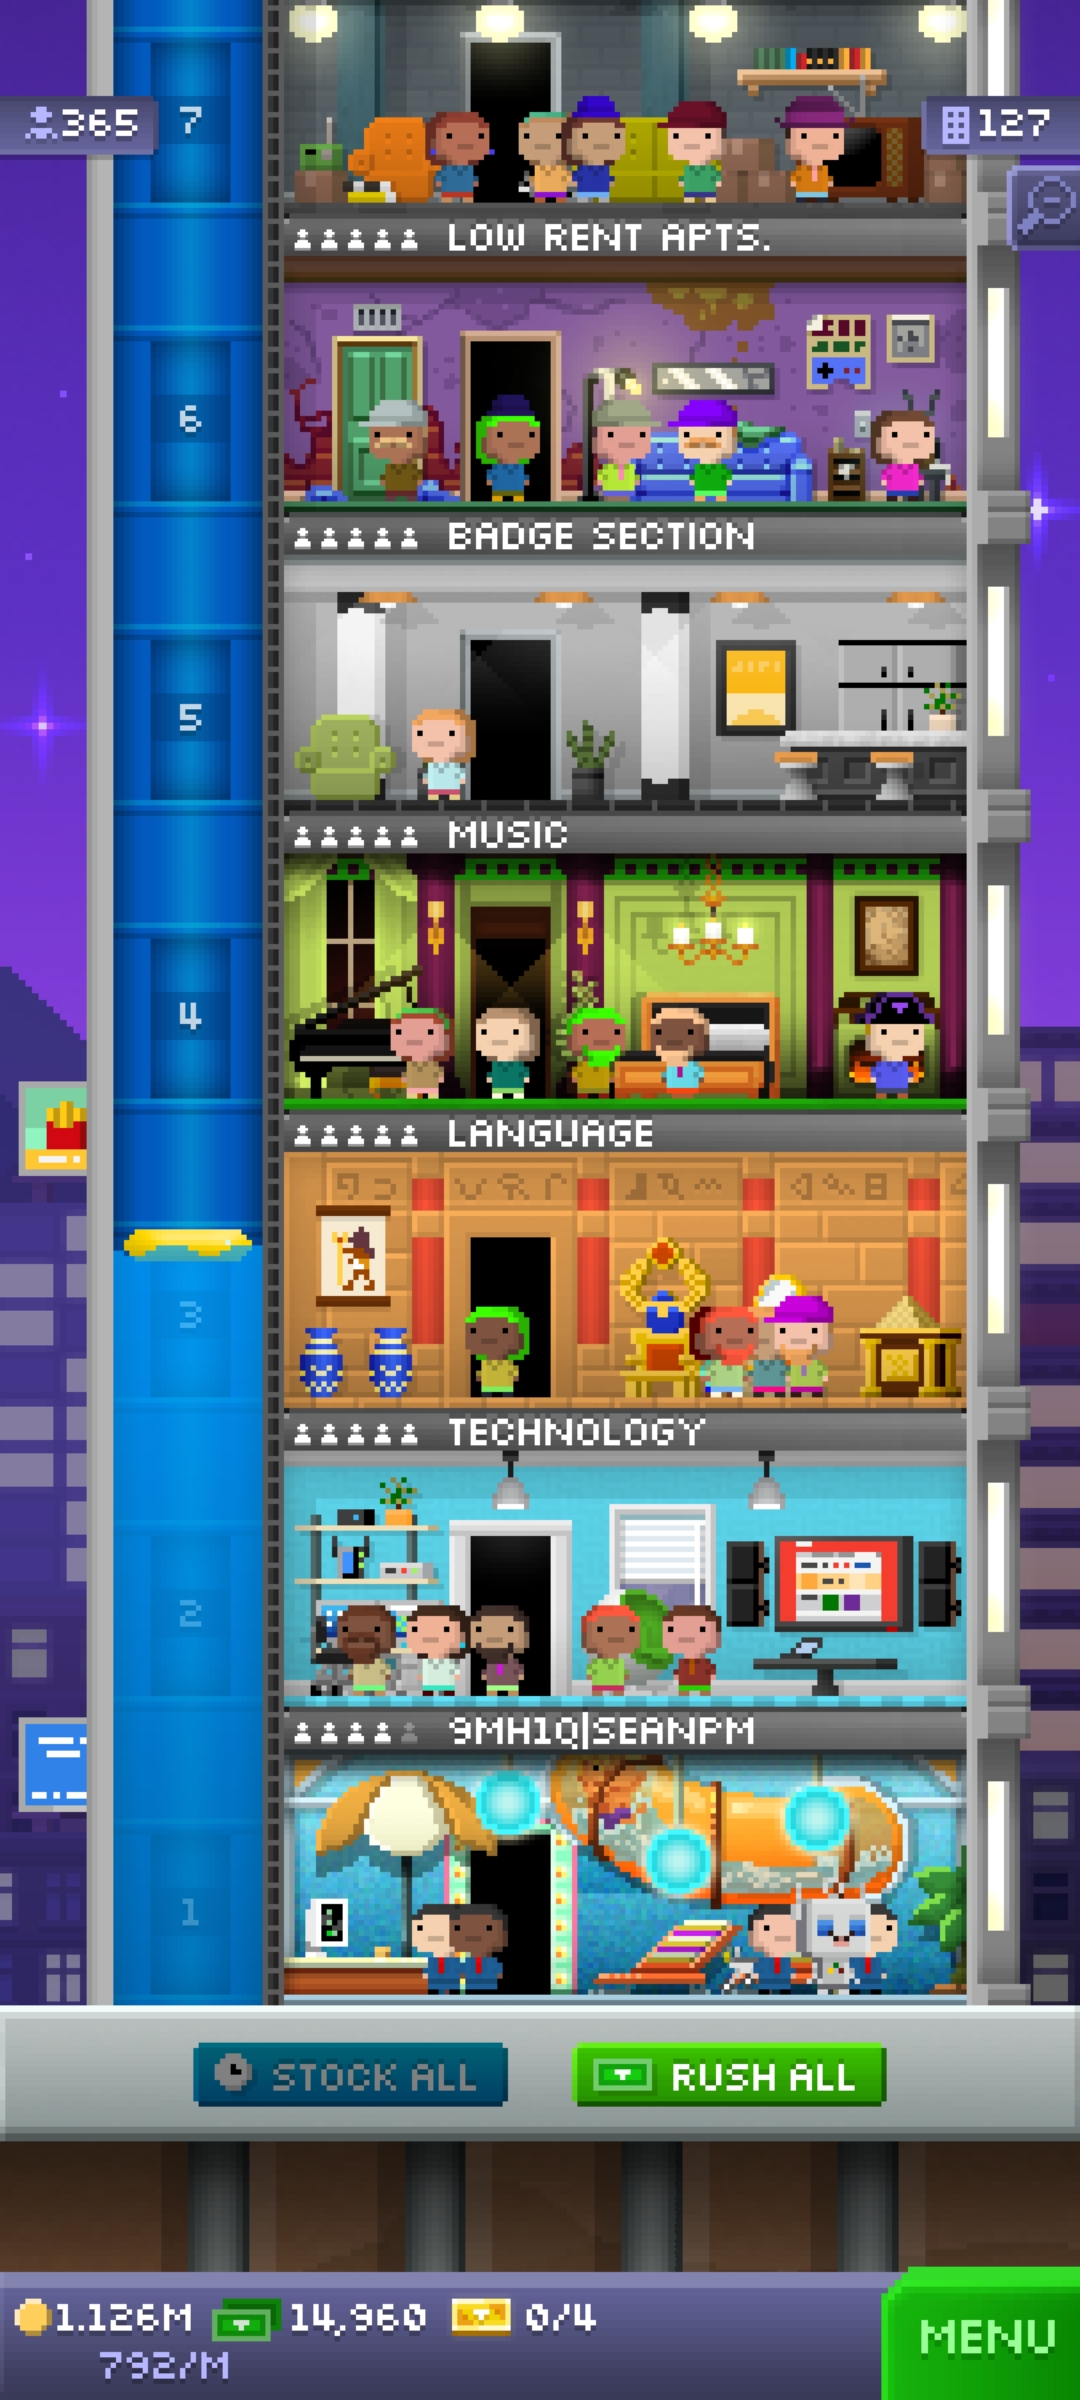 365
7
127
LOW RENT APTS.
6
BADGE SECTION
5
MUSIC
4
LANGUAGE
3
TECHNOLOGY
2
9MH1Q|SEANPM
1
STOCK ALL
RUSH ALL
1.126M
14,960
0/4
792/M
MENU